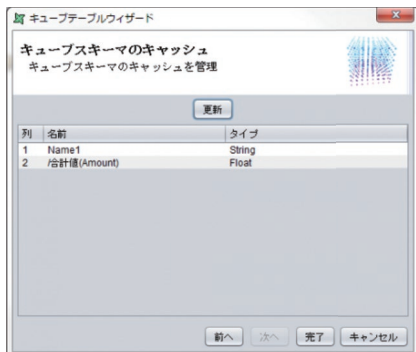 キューブテーブルウィザード
キューブスキーマのキャッシュ
キューブスキーマのキャッシュを管理
更新
列 名前 タイプ
1 Name1 String
2 /合計値(Amount) Float
前へ 次へ 完了 キャンセル